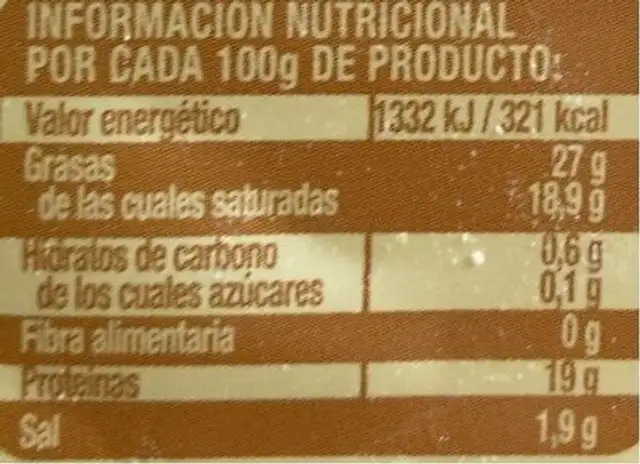 INFORMACIÓN NUTRICIONAL
POR CADA 100g DE PRODUCTO:
Valor energético 1332 kJ / 321 kcal
Grasas 27 g
de las cuales saturadas 18,9 g
Hidratos de carbono 0,6 g
de los cuales azúcares 0,1 g
Fibra alimentaria 0 g
Proteínas 19 g
Sal 1,9 g